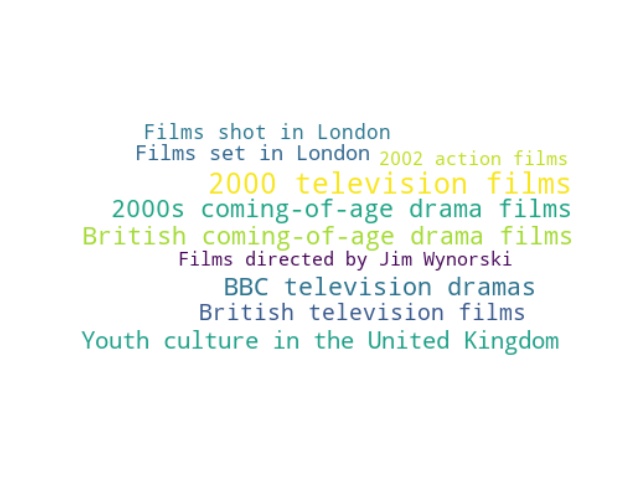 Films shot in London
Films set in London
2002 action films
2000 television films
2000s coming-of-age drama films
British coming-of-age drama films
Films directed by Jim Wynorski
BBC television dramas
British television films
Youth culture in the United Kingdom